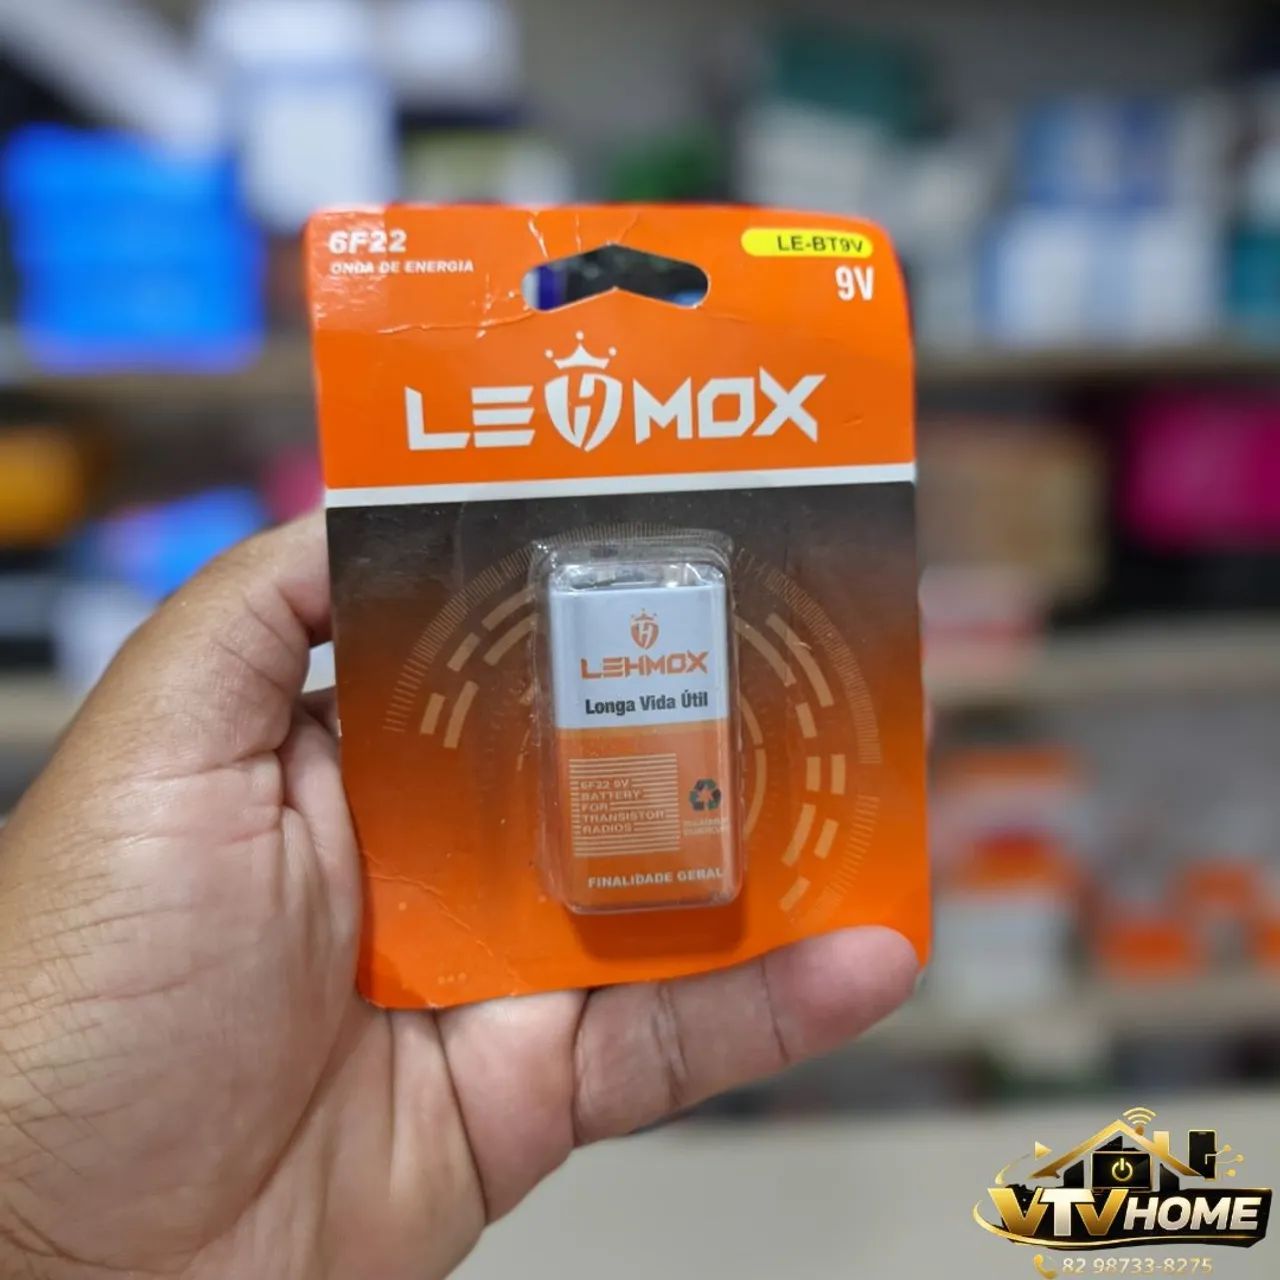 6F22
ONDA DE ENERGIA
LE-BT9V
9V
LEHMOX
LEHMOX
Longa Vida Útil
6F22 9V
BATTERY
FOR
TRANSISTOR
RADIOS
FINALIDADE GERAL
VTVHOME
82 98733-8275